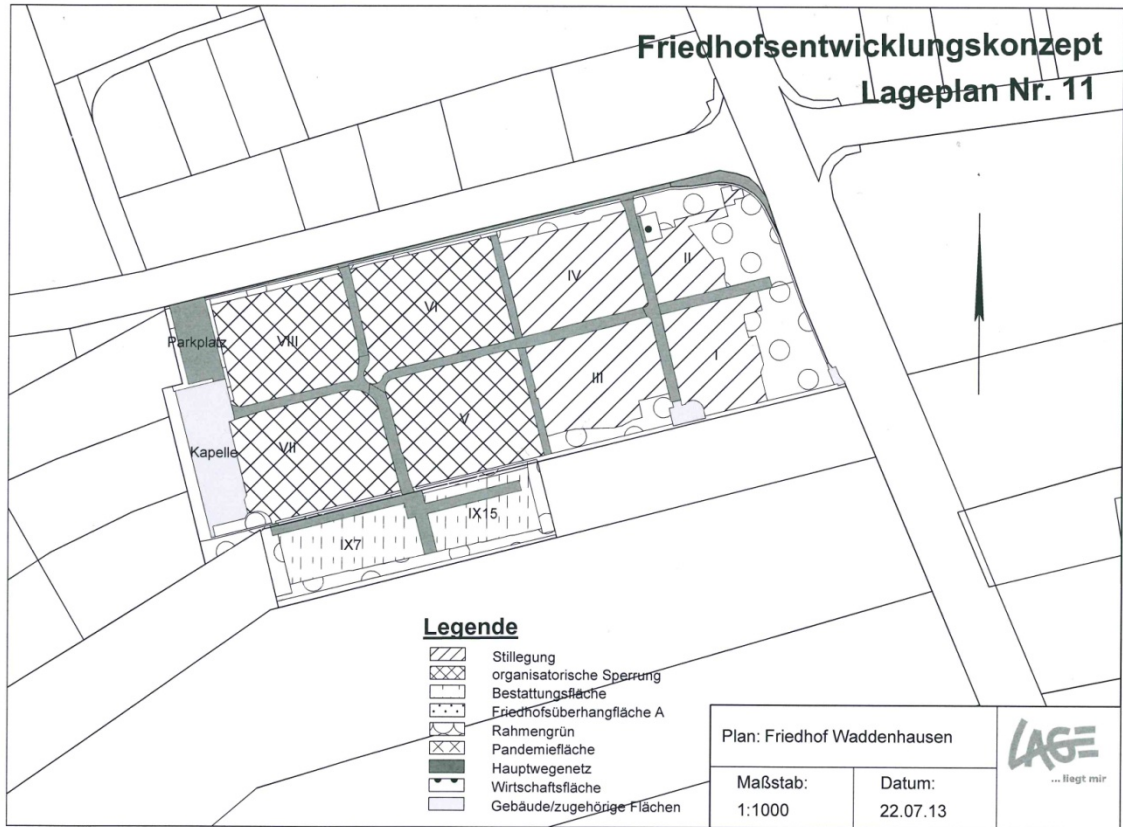 Friedhofsentwicklungskonzept
Lageplan Nr. 11
IV
II
VI
Parkplatz
VIII
I
III
V
Kapelle
VII
IX15
IX7
Legende
Stillegung
organisatorische Sperrung
Bestattungsfläche
Friedhofsüberhangfläche A
Rahmengrün
Pandemiefläche
Hauptwegenetz
Wirtschaftsfläche
Gebäude/zugehörige Flächen
Plan: Friedhof Waddenhausen
Maßstab:
1:1000
Datum:
22.07.13
LAGE
... liegt mir